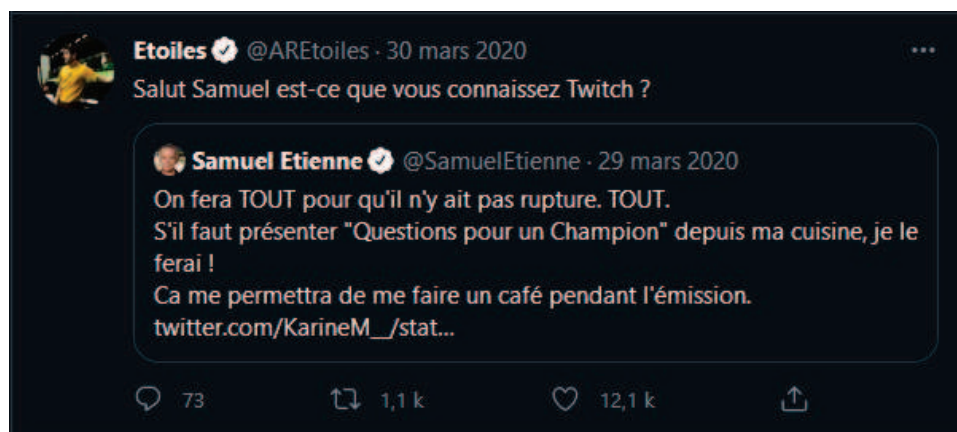 Etoiles @AREtoiles · 30 mars 2020
Salut Samuel est-ce que vous connaissez Twitch ?
Samuel Etienne @SamuelEtienne · 29 mars 2020
On fera TOUT pour qu'il n'y ait pas rupture. TOUT.
S'il faut présenter "Questions pour un Champion" depuis ma cuisine, je le
ferai !
Ca me permettra de me faire un café pendant l'émission.
twitter.com/KarineM__/stat...
73 1,1 k 12,1 k